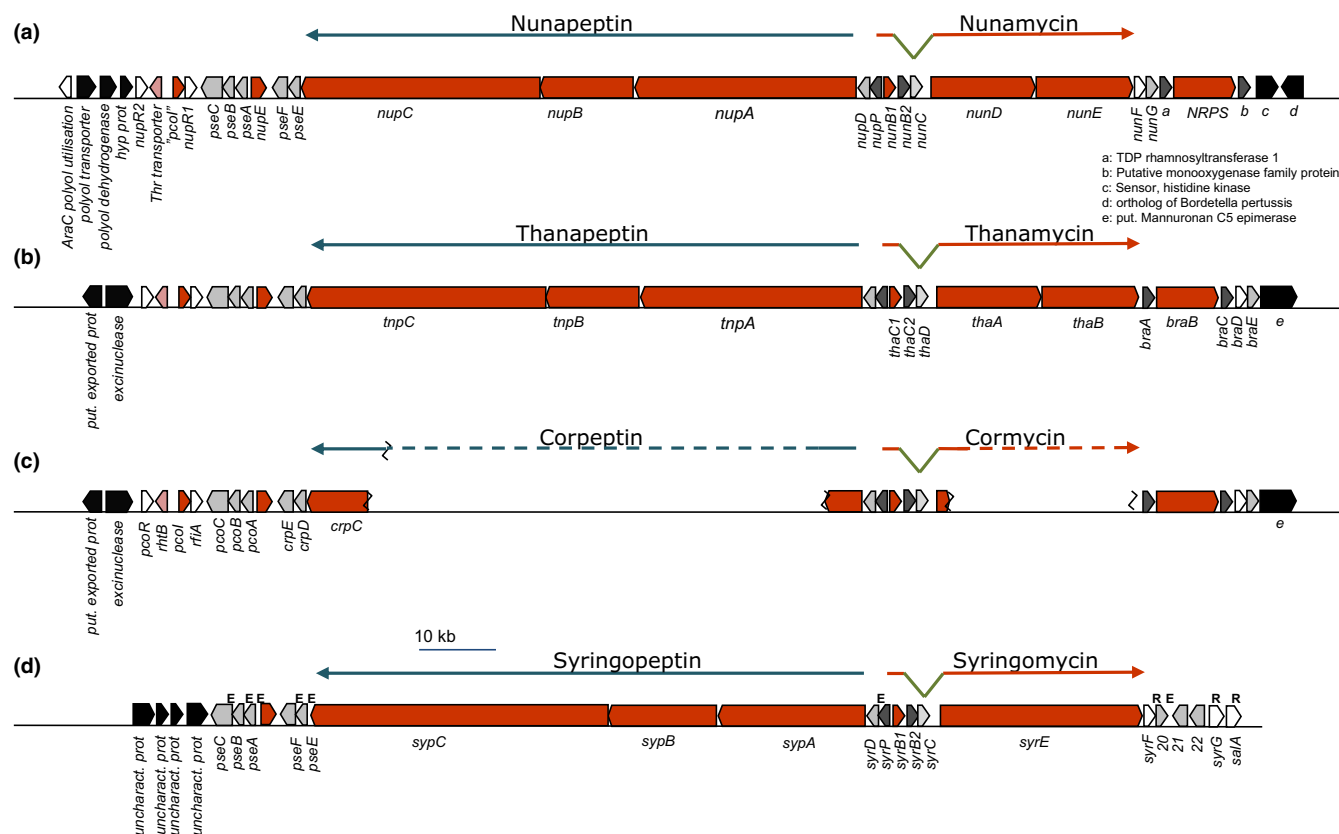 (a)
Nunapeptin
Nunamycin
AraC polyol utilisation
polyol transporter
polyol dehydrogenase
hyp prot
nupR2
Thr transporter
"pcoI"
nupR1
pseC
pseB
pseA
nupE
pseF
pseE
nupC
nupB
nupA
nupD
nupP
nunB1
nunB2
nunC
nunD
nunE
nunF
nunG
a
NRPS
b
c
d
a: TDP rhamnosyltransferase 1
b: Putative monooxygenase family protein
c: Sensor, histidine kinase
d: ortholog of Bordetella pertussis
e: put. Mannuronan C5 epimerase
(b)
Thanapeptin
Thanamycin
put. exported prot
excinuclease
tnpC
tnpB
tnpA
thaC1
thaC2
thaD
thaA
thaB
braA
braB
braC
braD
braE
e
(c)
Corpeptin
Cormycin
put. exported prot
excinuclease
pcoR
rhtB
pcoI
rfiA
pcoC
pcoB
pcoA
crpE
crpD
crpC
e
10 kb
(d)
Syringopeptin
Syringomycin
E
E
E
E
E
E
R
E
R
R
uncharact. prot
uncharact. prot
uncharact. prot
uncharact. prot
pseC
pseB
pseA
pseF
pseE
sypC
sypB
sypA
syrD
syrP
syrB1
syrB2
syrC
syrE
syrF
20
21
22
syrG
salA